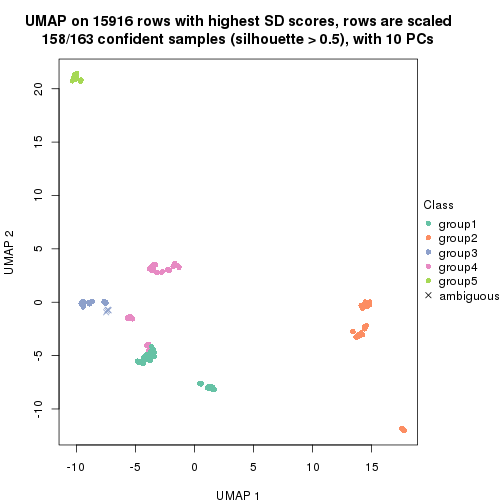 UMAP on 15916 rows with highest SD scores, rows are scaled
158/163 confident samples (silhouette > 0.5), with 10 PCs
20
15
10
5
0
-5
-10
UMAP 2
-10 -5 0 5 10 15
UMAP 1
Class
group1
group2
group3
group4
group5
ambiguous